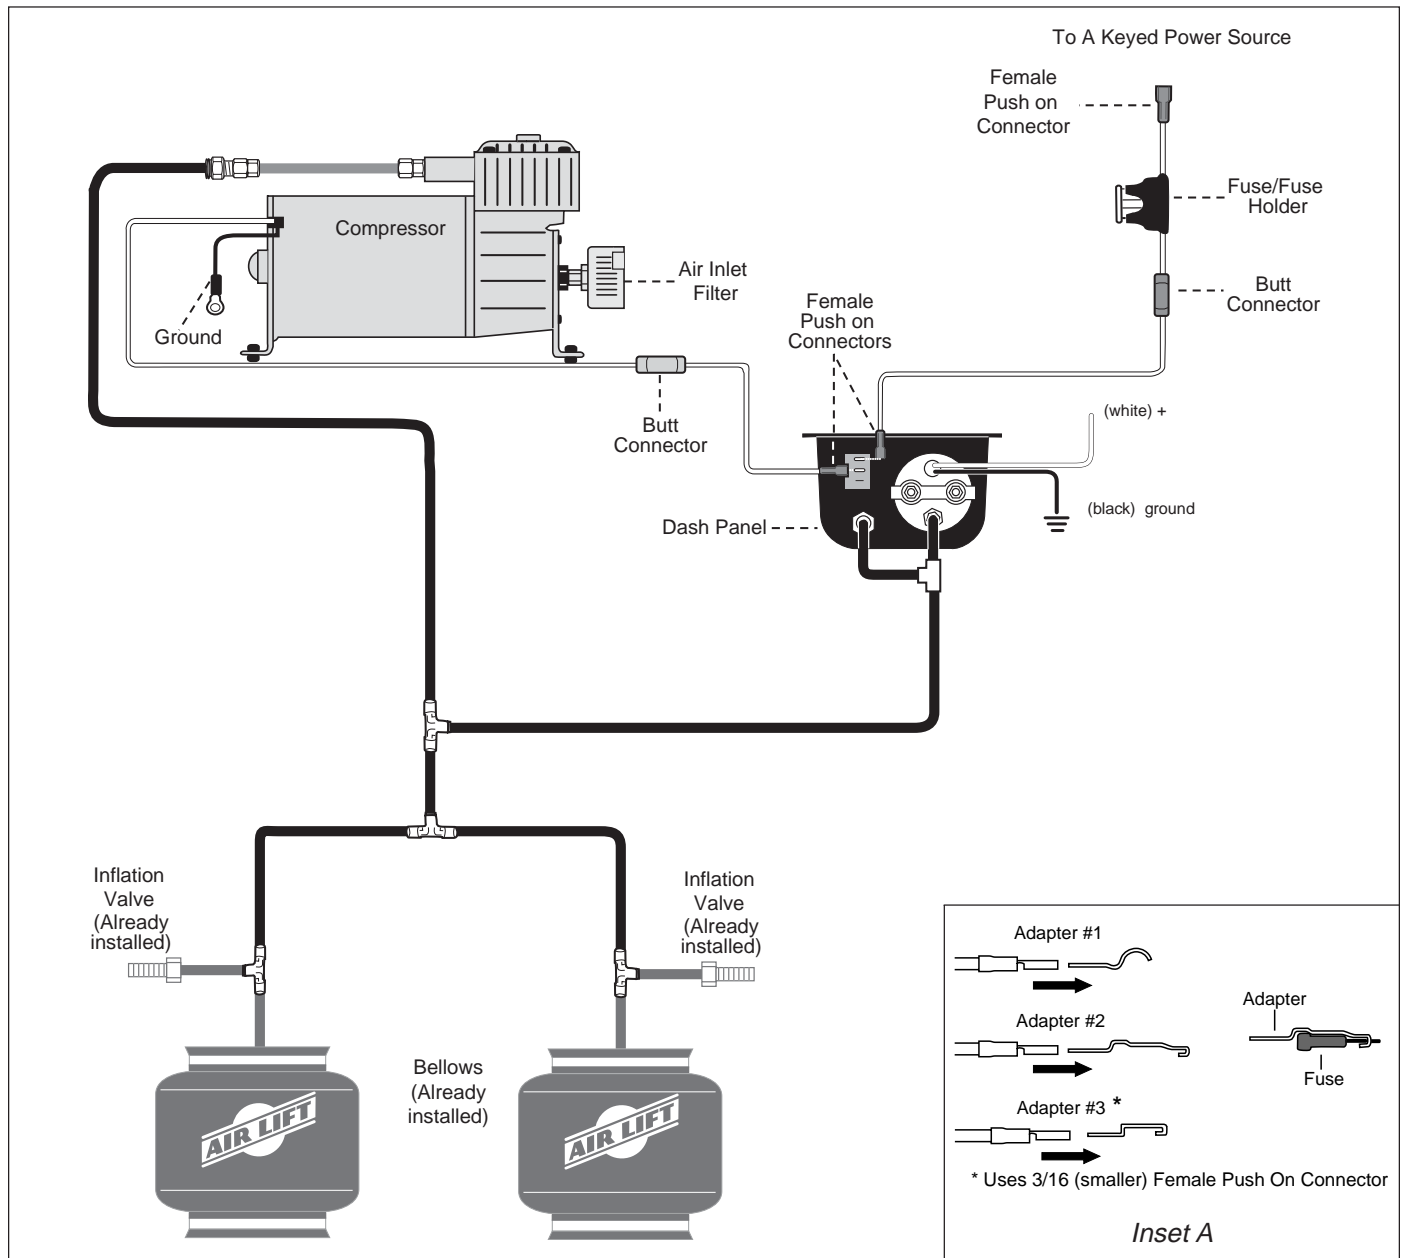 To A Keyed Power Source
Female
Push on
Connector
Fuse/Fuse
Holder
Compressor
Air Inlet
Filter
Ground
Female
Push on
Connectors
Butt
Connector
Butt
Connector
(white) +
Dash Panel
(black) ground
Inflation
Valve
(Already
installed)
Inflation
Valve
(Already
installed)
Bellows
(Already
installed)
AIR LIFT
AIR LIFT
Adapter #1
Adapter #2
Adapter #3 *
Adapter
Fuse
* Uses 3/16 (smaller) Female Push On Connector
Inset A